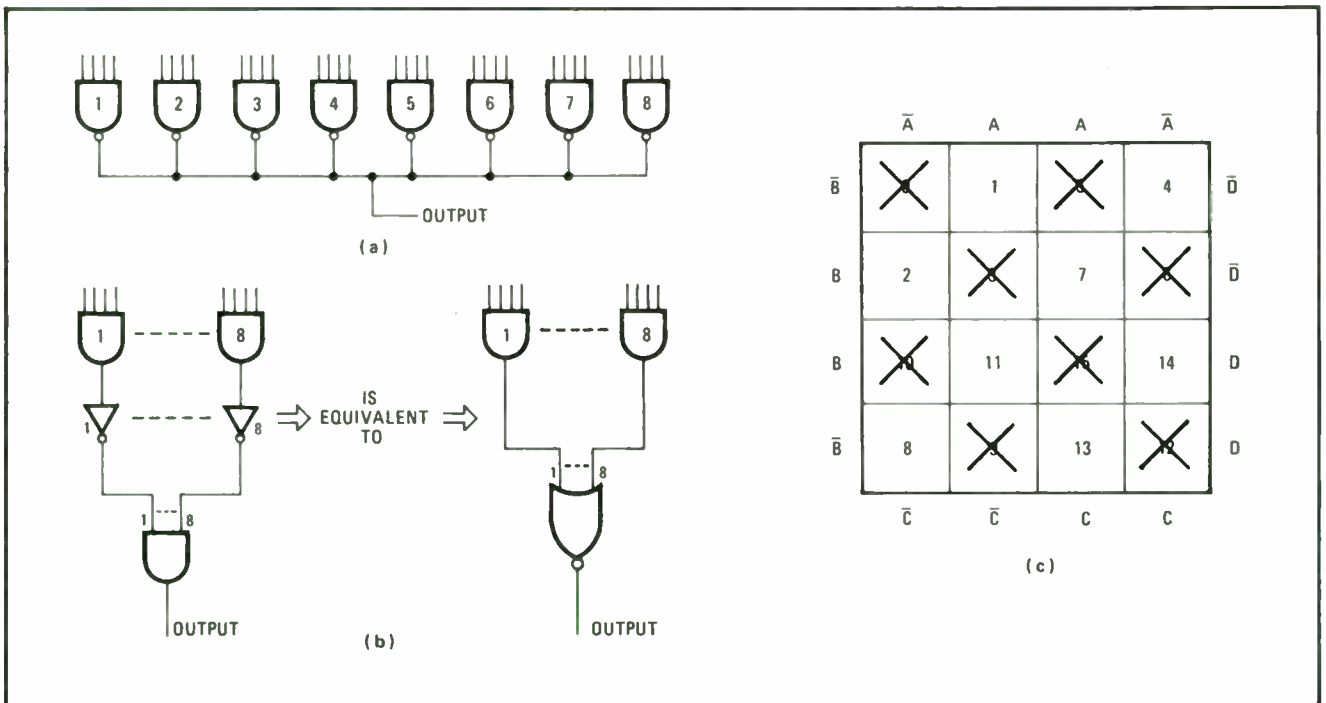 1 2 3 4 5 6 7 8
OUTPUT
(a)
1 8
1 8
1 8
OUTPUT
IS
EQUIVALENT
TO
1 8
1 8
OUTPUT
(b)
A̅ A A A̅
B̅ 1 4 D̅
B 2 7 D̅
B 11 14 D
B̅ 8 13 D
C̅ C̅ C C
(c)